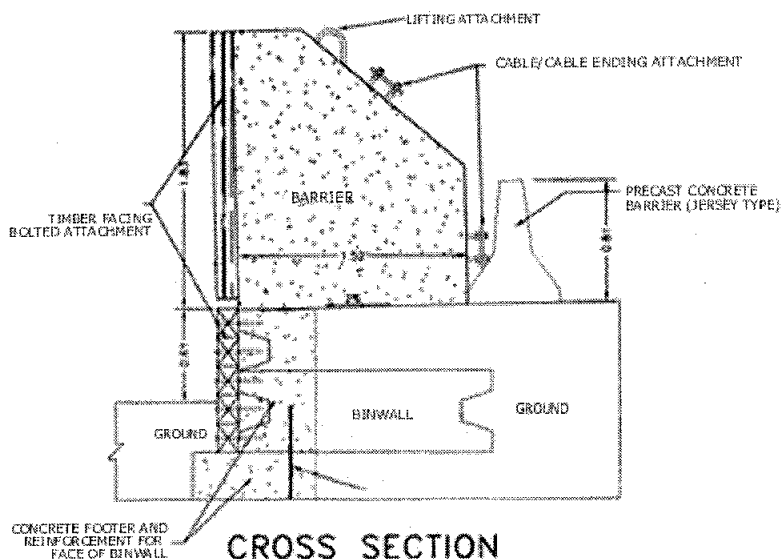 LIFTING ATTACHMENT
CABLE/CABLE ENDING ATTACHMENT
BARRIER
PRECAST CONCRETE
BARRIER (JERSEY TYPE)
TIMBER FACING
BOLTED ATTACHMENT
GROUND
BINWALL
GROUND
CONCRETE FOOTER AND
REINFORCEMENT FOR
FACE OF BINWALL
CROSS SECTION